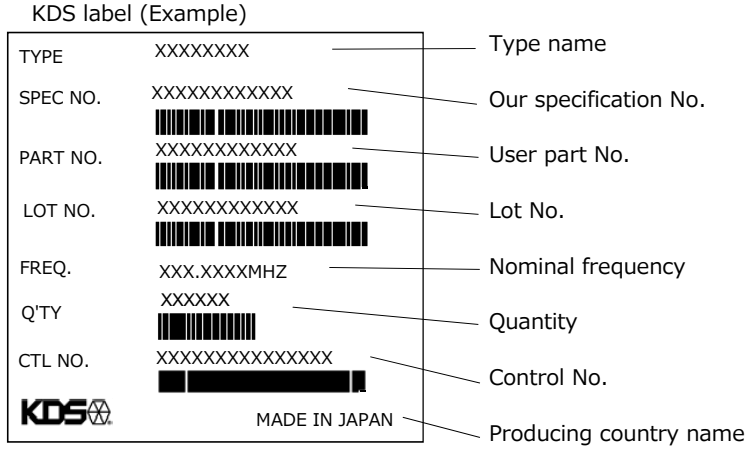 KDS label (Example)
TYPE XXXXXXXX Type name
SPEC NO. XXXXXXXXXXXX Our specification No.
PART NO. XXXXXXXXXXXX User part No.
LOT NO. XXXXXXXXXXXX Lot No.
FREQ. XXX.XXXXMHZ Nominal frequency
Q'TY XXXXXX Quantity
CTL NO. XXXXXXXXXXXXXXX Control No.
KDS MADE IN JAPAN Producing country name